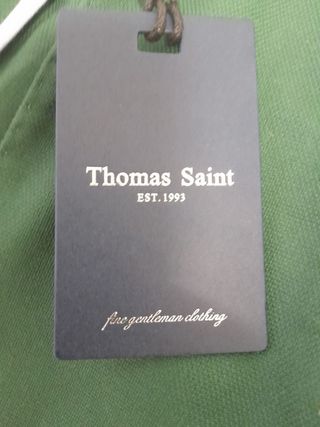 Thomas Saint
EST. 1993
fine gentleman clothing